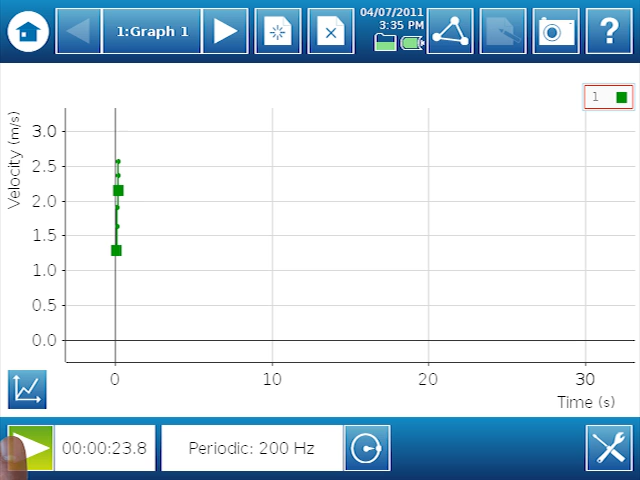 1:Graph 1
04/07/2011
3:35 PM
?
1
Velocity (m/s)
3.0
2.5
2.0
1.5
1.0
0.5
0.0
0 10 20 30
Time (s)
00:00:23.8
Periodic: 200 Hz